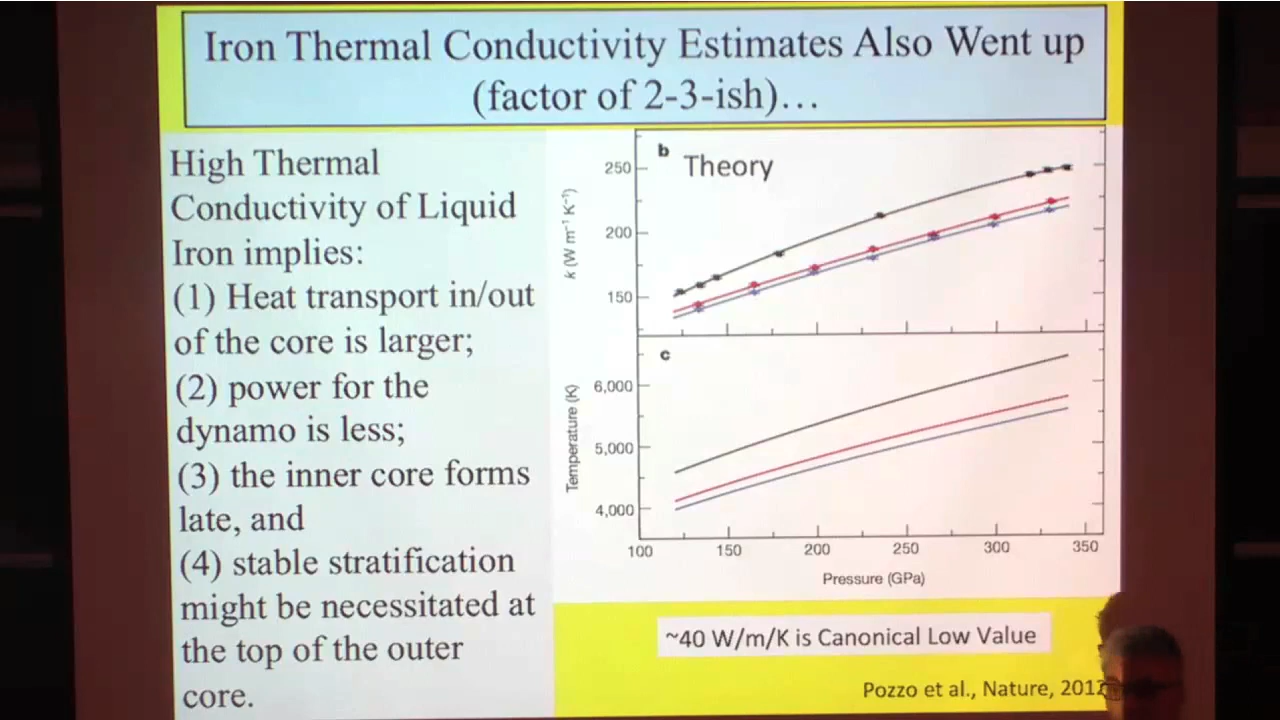 Iron Thermal Conductivity Estimates Also Went up
(factor of 2-3-ish)…
High Thermal
Conductivity of Liquid
Iron implies:
(1) Heat transport in/out
of the core is larger;
(2) power for the
dynamo is less;
(3) the inner core forms
late, and
(4) stable stratification
might be necessitated at
the top of the outer
core.
b Theory
250
200
150
k (W m⁻¹ K⁻¹)
c
6,000
5,000
4,000
Temperature (K)
100 150 200 250 300 350
Pressure (GPa)
~40 W/m/K is Canonical Low Value
Pozzo et al., Nature,